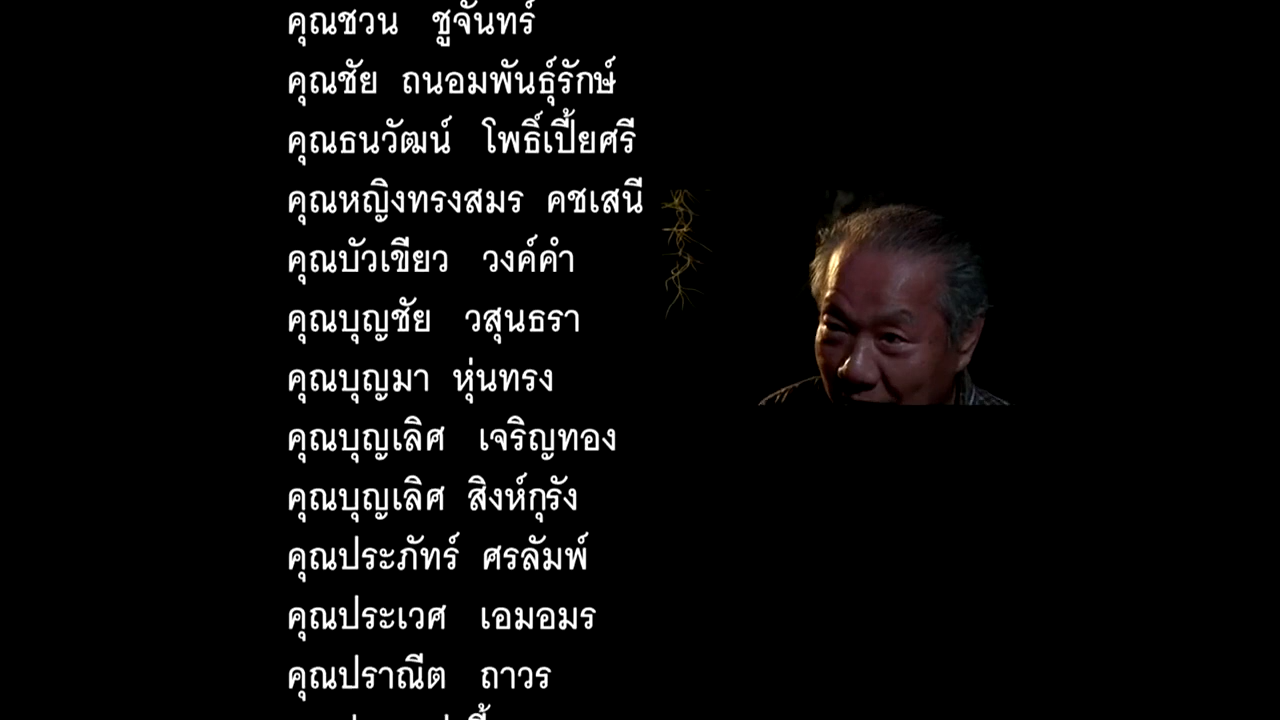 คุณชวน ชูจันทร์
คุณชัย ถนอมพันธุ์รักษ์
คุณธนวัฒน์ โพธิ์เปี้ยศรี
คุณหญิงทรงสมร คชเสนี
คุณบัวเขียว วงค์คำ
คุณบุญชัย วสุนธรา
คุณบุญมา หุ่นทรง
คุณบุญเลิศ เจริญทอง
คุณบุญเลิศ สิงห์กุรัง
คุณประภัทร์ ศรลัมพ์
คุณประเวศ เอมอมร
คุณปราณีต ถาวร